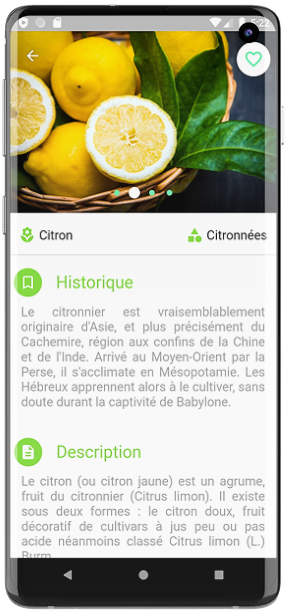 5:22
Citron
Citronnées
Historique
Le citronnier est vraisemblablement
originaire d'Asie, et plus précisément du
Cachemire, région aux confins de la Chine
et de l'Inde. Arrivé au Moyen-Orient par la
Perse, il s'acclimate en Mésopotamie. Les
Hébreux apprennent alors à le cultiver, sans
doute durant la captivité de Babylone.
Description
Le citron (ou citron jaune) est un agrume,
fruit du citronnier (Citrus limon). Il existe
sous deux formes : le citron doux, fruit
décoratif de cultivars à jus peu ou pas
acide néanmoins classé Citrus limon (L.)
Burm